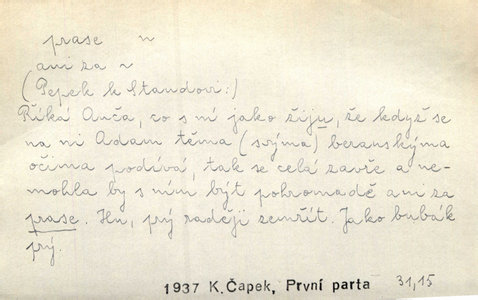 prase ~
ani za ~
(Pepek k Standovi:)
Říká Anča, co s ní jako žiju, že když se
na ni Adam těma (svýma) beranskýma
očima podívá, tak se celá zavře a ne-
mohla by s ním být pohromadě ani za
prase. Hn, prý raději zemřít. Jako bubák
prý.
1937 K. Čapek, První parta 31,15